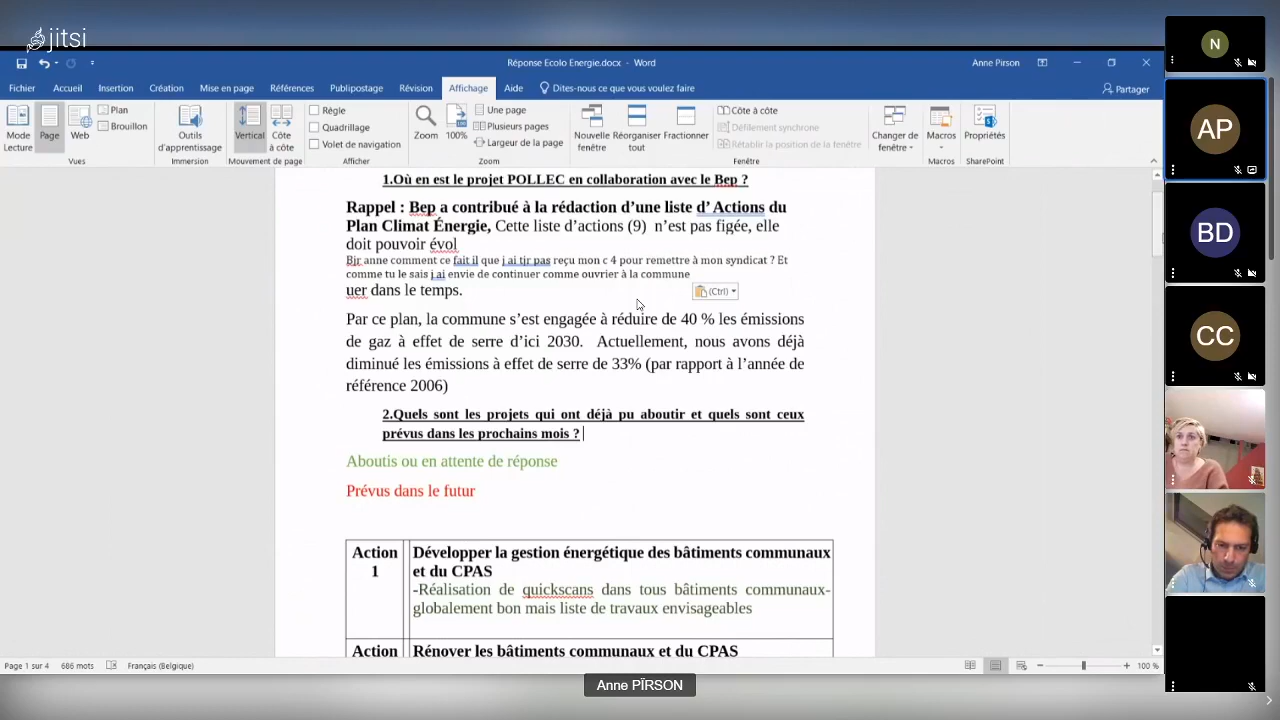 jitsi
Réponse Ecolo Energie.docx - Word
Anne Pirson
Fichier Accueil Insertion Création Mise en page Références Publipostage Révision Affichage Aide Dites-nous ce que vous voulez faire Partager
Mode Lecture
Page
Web
Plan
Brouillon
Vues
Outils d'apprentissage
Immersion
Vertical
Côte à côte
Mouvement de page
Règle
Quadrillage
Volet de navigation
Afficher
Zoom
100%
Une page
Plusieurs pages
Largeur de la page
Zoom
Nouvelle fenêtre
Réorganiser tout
Fractionner
Côte à côte
Défilement synchrone
Rétablir la position de la fenêtre
Fenêtre
Changer de fenêtre
Macros
Macros
Propriétés
SharePoint
1.Où en est le projet POLLEC en collaboration avec le Bep ?
Rappel : Bep a contribué à la rédaction d’une liste d’ Actions du
Plan Climat Énergie, Cette liste d’actions (9) n’est pas figée, elle
doit pouvoir évol
Bjr anne comment ce fait il que j ai tjr pas reçu mon c 4 pour remettre à mon syndicat ? Et
comme tu le sais j ai envie de continuer comme ouvrier à la commune
uer dans le temps.
(Ctrl)
Par ce plan, la commune s’est engagée à réduire de 40 % les émissions
de gaz à effet de serre d’ici 2030. Actuellement, nous avons déjà
diminué les émissions à effet de serre de 33% (par rapport à l’année de
référence 2006)
2.Quels sont les projets qui ont déjà pu aboutir et quels sont ceux
prévus dans les prochains mois ?
Aboutis ou en attente de réponse
Prévus dans le futur
Action 1
Développer la gestion énergétique des bâtiments communaux
et du CPAS
-Réalisation de quickscans dans tous bâtiments communaux-
globalement bon mais liste de travaux envisageables
Action
Rénover les bâtiments communaux et du CPAS
Page 1 sur 4 686 mots Français (Belgique) 100 %
Anne PÏRSON
N
AP
BD
CC